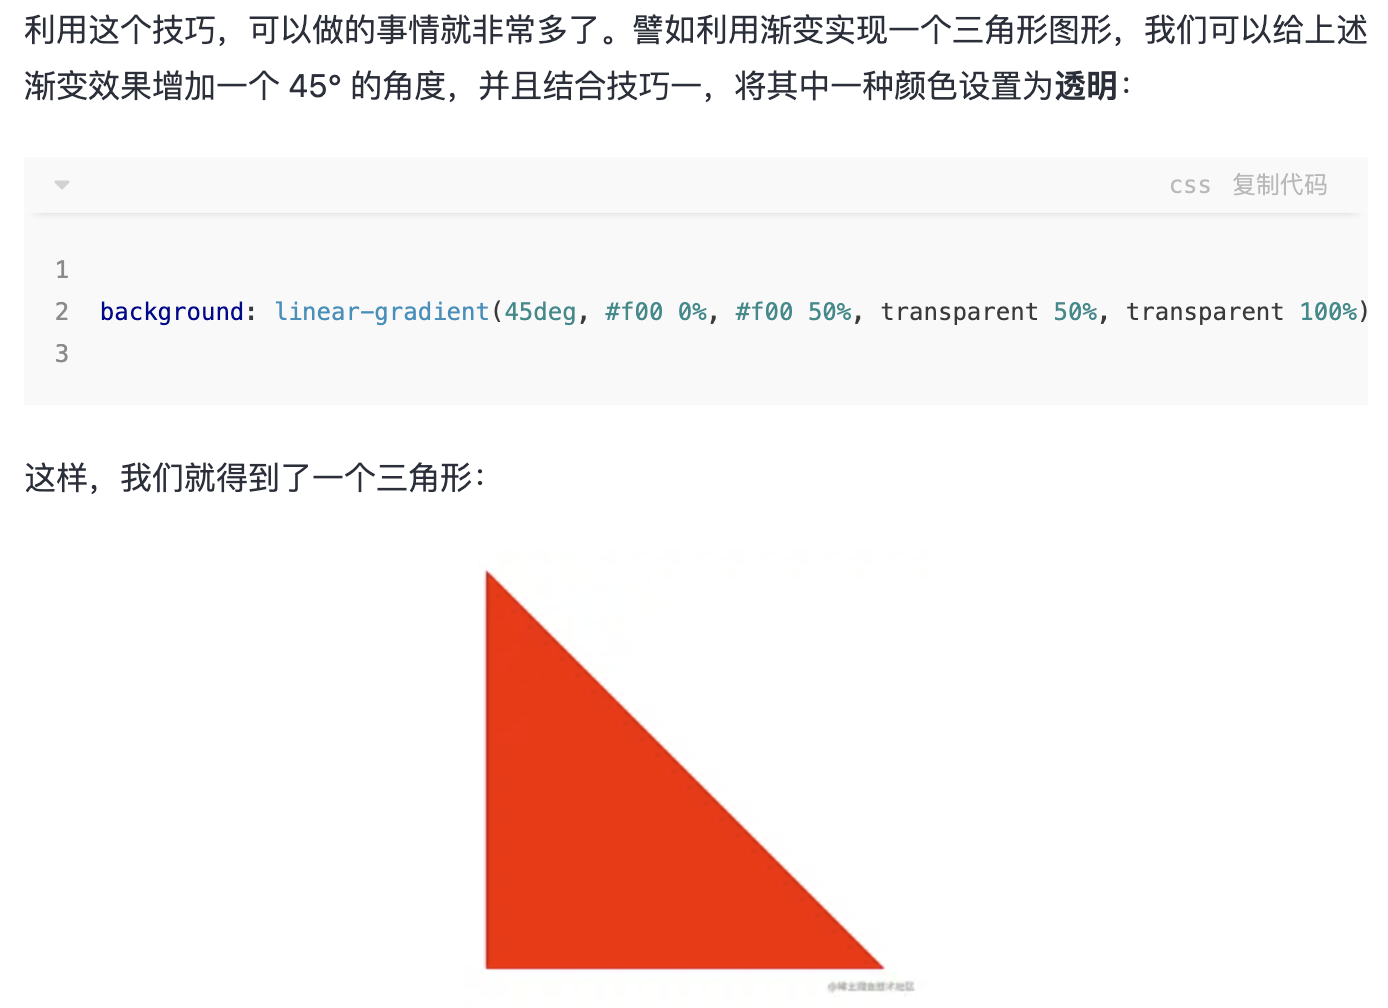 利用这个技巧，可以做的事情就非常多了。譬如利用渐变实现一个三角形图形，我们可以给上述
渐变效果增加一个 45° 的角度，并且结合技巧一，将其中一种颜色设置为透明：
css 复制代码
1
2 background: linear-gradient(45deg, #f00 0%, #f00 50%, transparent 50%, transparent 100%)
3
这样，我们就得到了一个三角形：
@稀土掘金技术社区